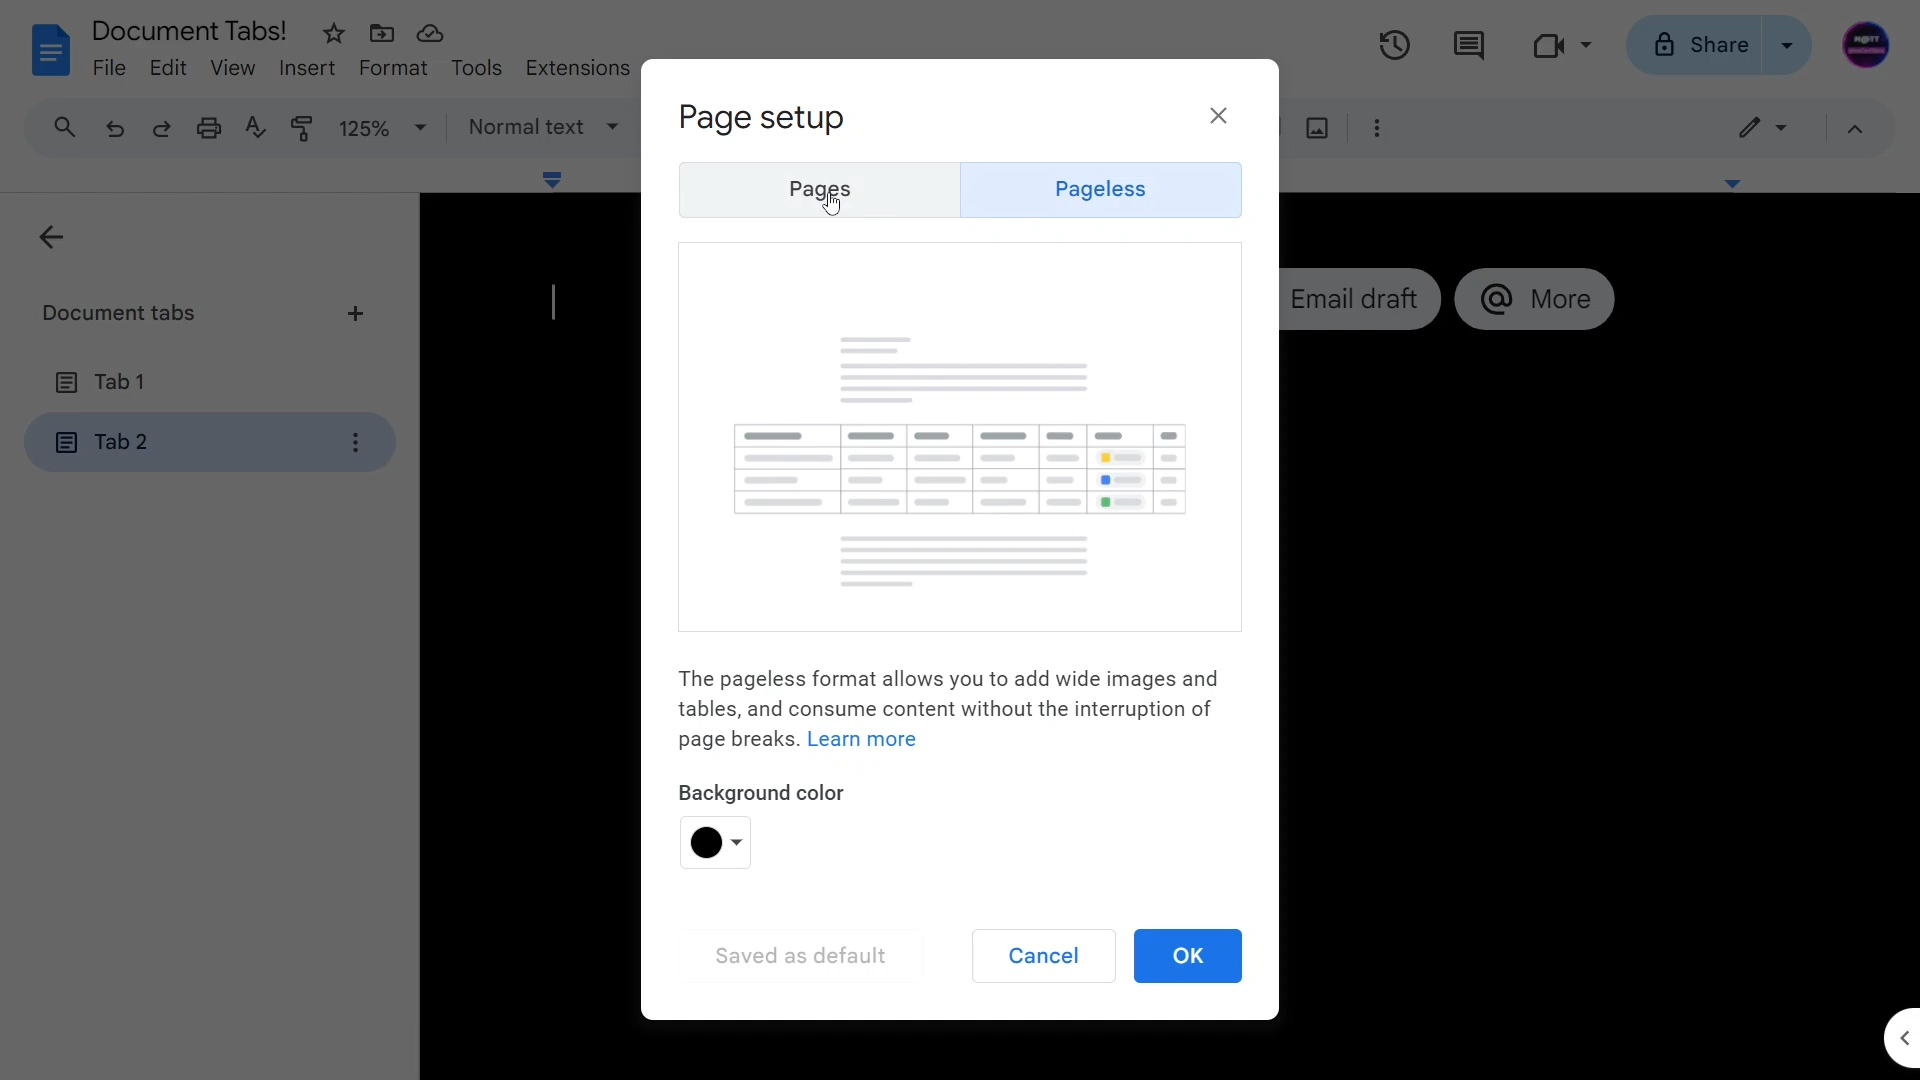 Document Tabs!
File Edit View Insert Format Tools Extensions
Share
125% Normal text
Page setup
Pages Pageless
Document tabs
Tab 1
Tab 2
Email draft
More
The pageless format allows you to add wide images and
tables, and consume content without the interruption of
page breaks. Learn more
Background color
Saved as default Cancel OK